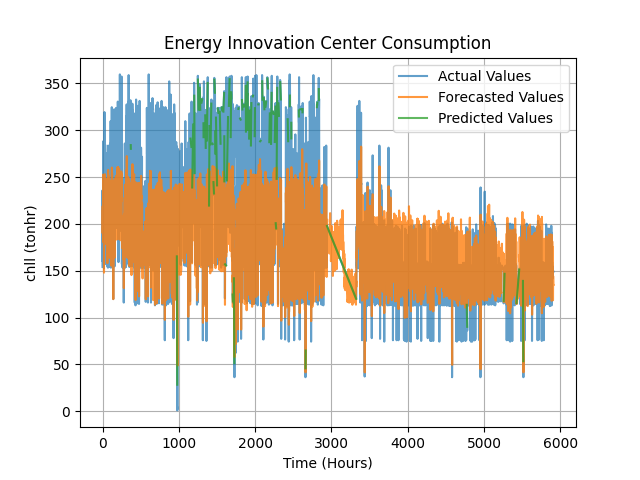 Energy Innovation Center Consumption
Actual Values
Forecasted Values
Predicted Values
350
300
250
200
150
100
50
0
chll (tonhr)
0 1000 2000 3000 4000 5000 6000
Time (Hours)